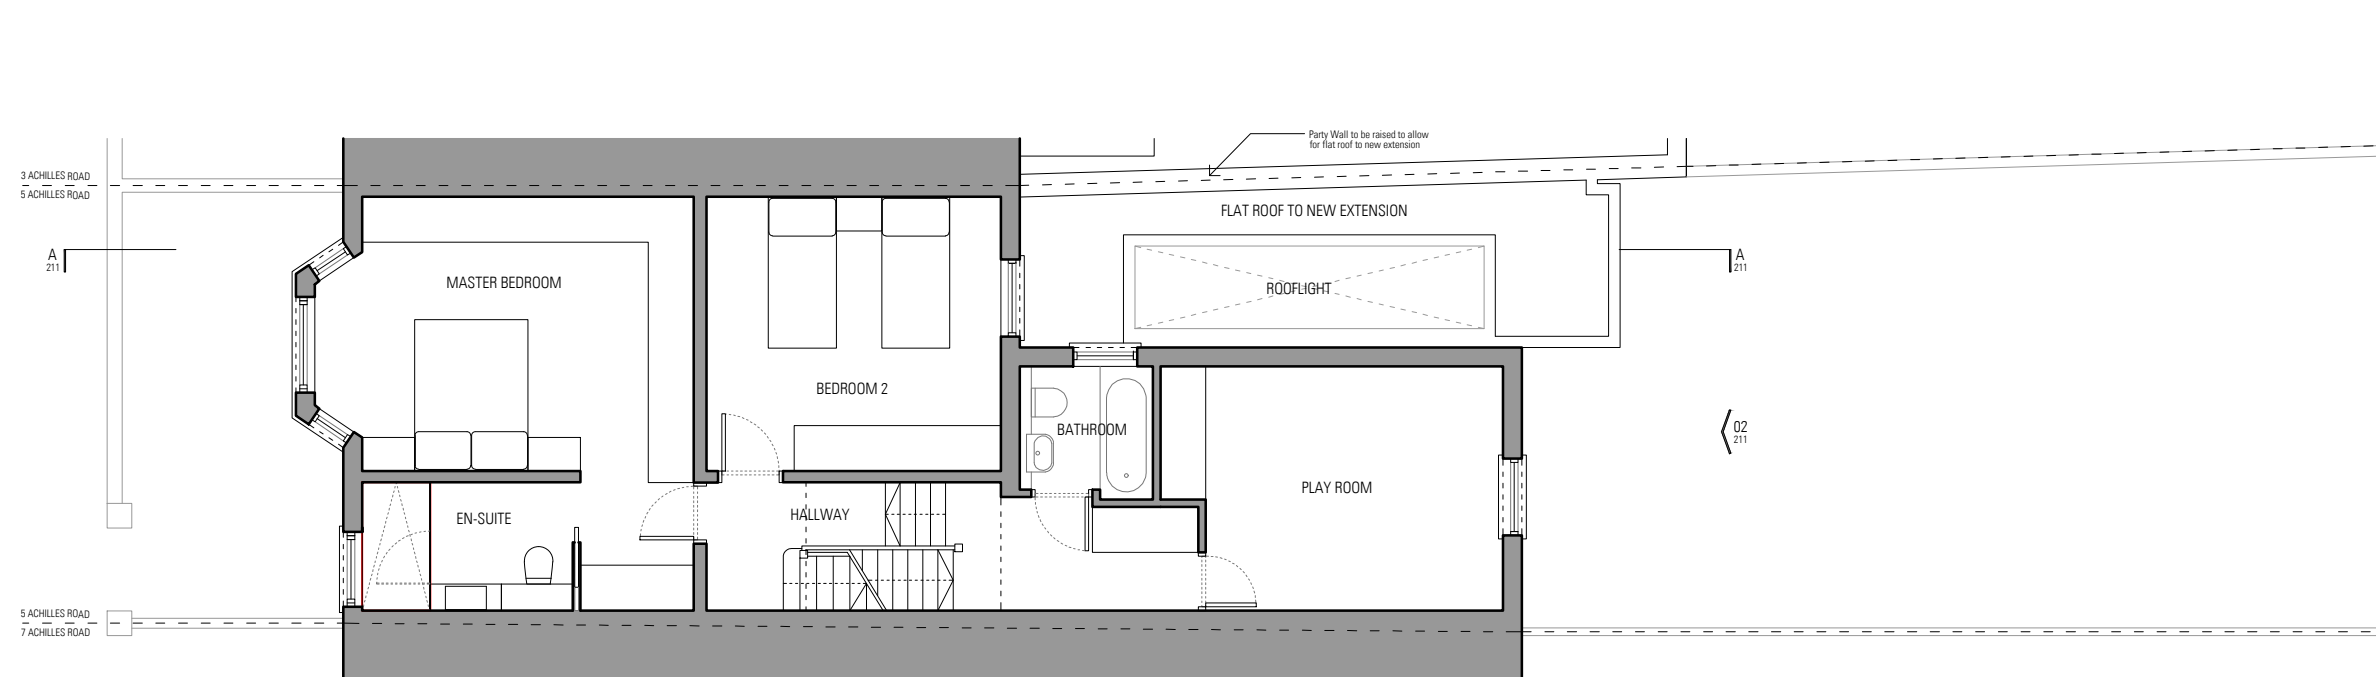 Party Wall to be raised to allow
for flat roof to new extension
3 ACHILLES ROAD
5 ACHILLES ROAD
FLAT ROOF TO NEW EXTENSION
A
211
A
211
MASTER BEDROOM
ROOFLIGHT
BEDROOM 2
BATHROOM
02
211
PLAY ROOM
EN-SUITE
HALLWAY
5 ACHILLES ROAD
7 ACHILLES ROAD